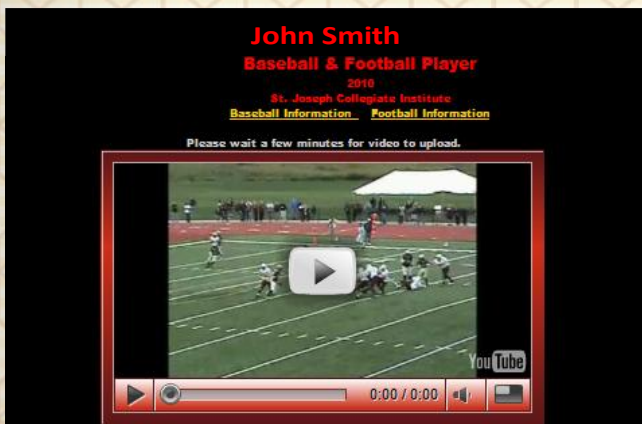 John Smith
Baseball & Football Player
2010
St. Joseph Collegiate Institute
Baseball Information Football Information
Please wait a few minutes for video to upload.
YouTube
0:00 / 0:00